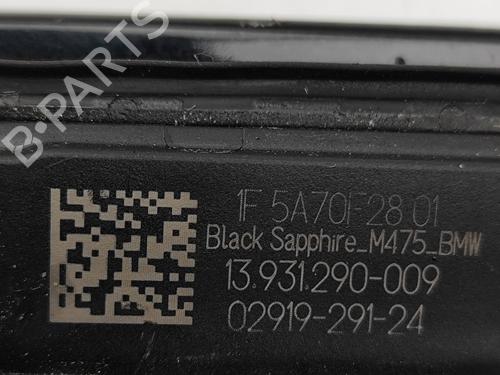 B-PARTS
1F 5A70F28 01
Black Sapphire_M475_BMW
13.931.290-009
02919-291-24